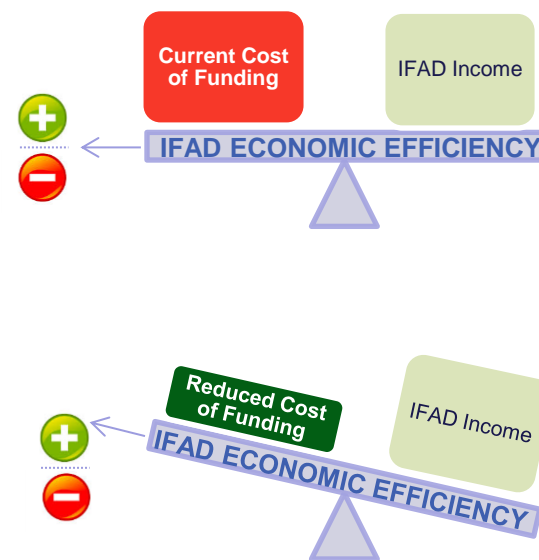 Current Cost
of Funding
IFAD Income
IFAD ECONOMIC EFFICIENCY
Reduced Cost
of Funding
IFAD Income
IFAD ECONOMIC EFFICIENCY